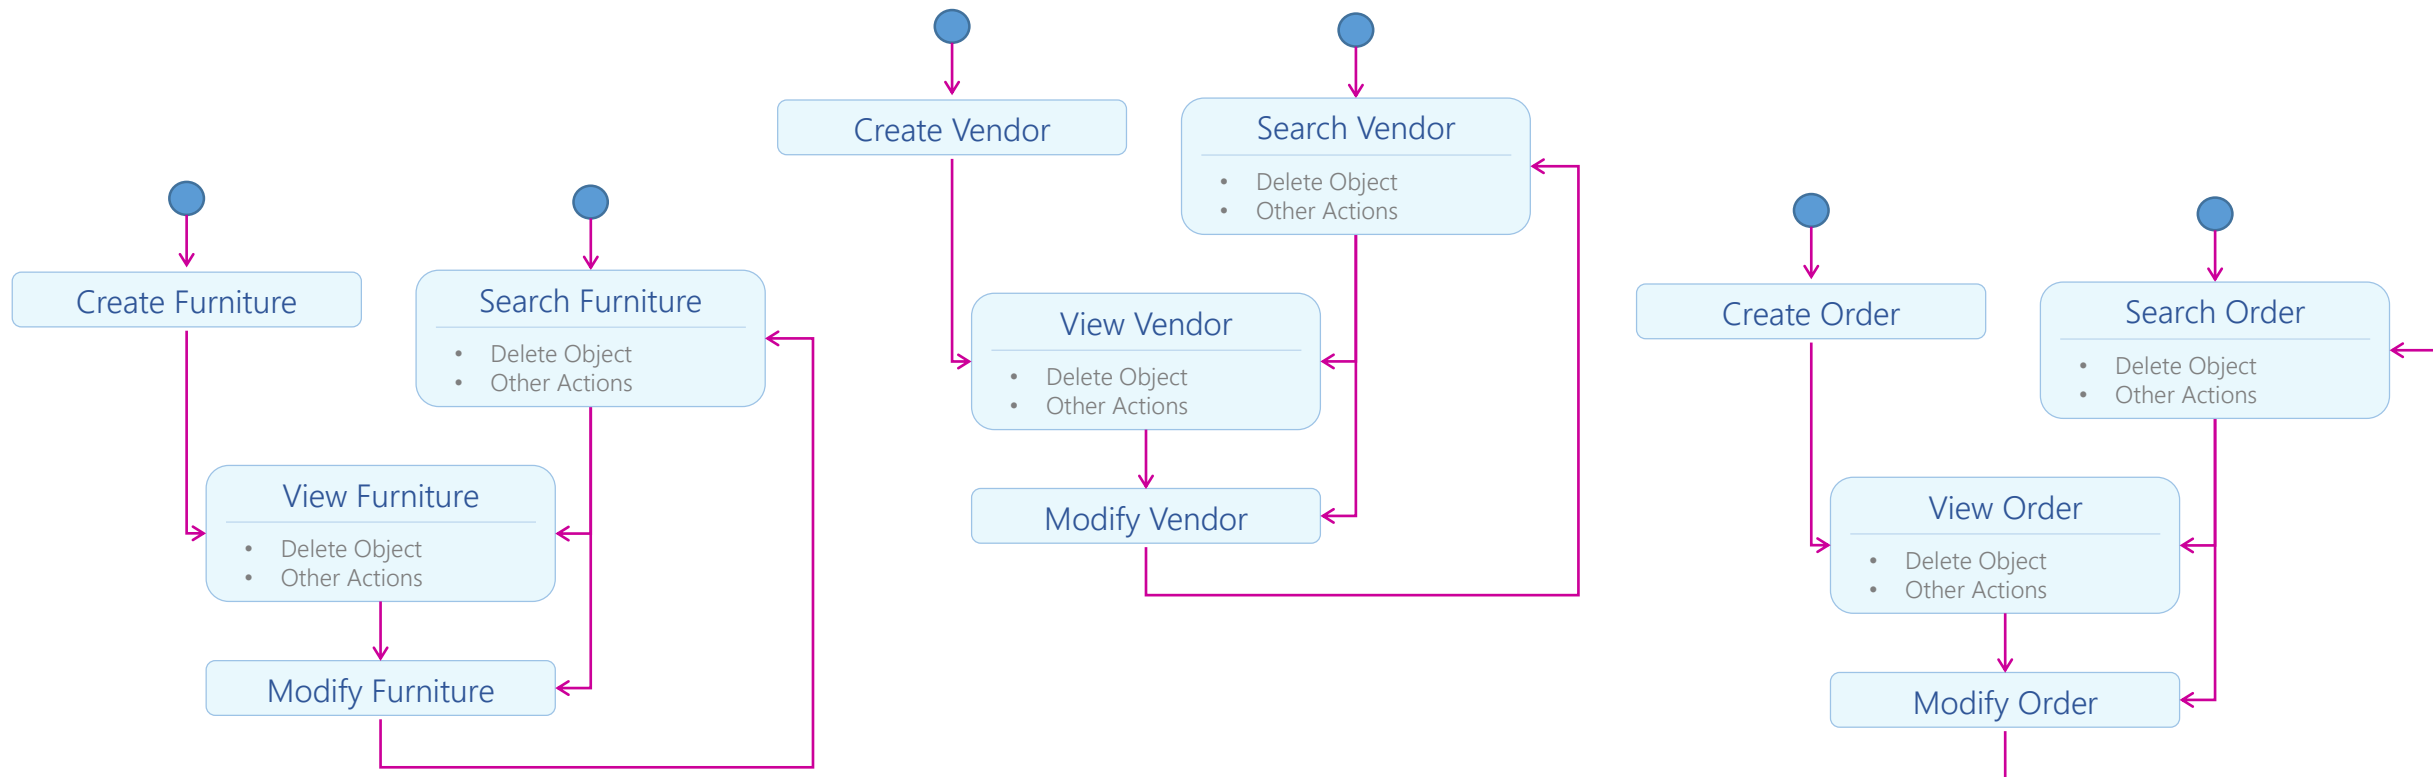 Create Furniture
Search Furniture
• Delete Object
• Other Actions
View Furniture
• Delete Object
• Other Actions
Modify Furniture
Create Vendor
Search Vendor
• Delete Object
• Other Actions
View Vendor
• Delete Object
• Other Actions
Modify Vendor
Create Order
Search Order
• Delete Object
• Other Actions
View Order
• Delete Object
• Other Actions
Modify Order